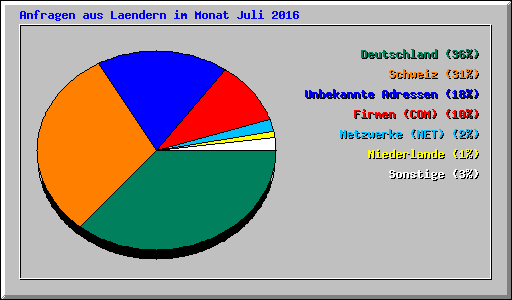 Anfragen aus Laendern im Monat Juli 2016
Deutschland (36%)
Schweiz (31%)
Unbekannte Adressen (18%)
Firmen (COM) (10%)
Netzwerke (NET) (2%)
Niederlande (1%)
Sonstige (3%)